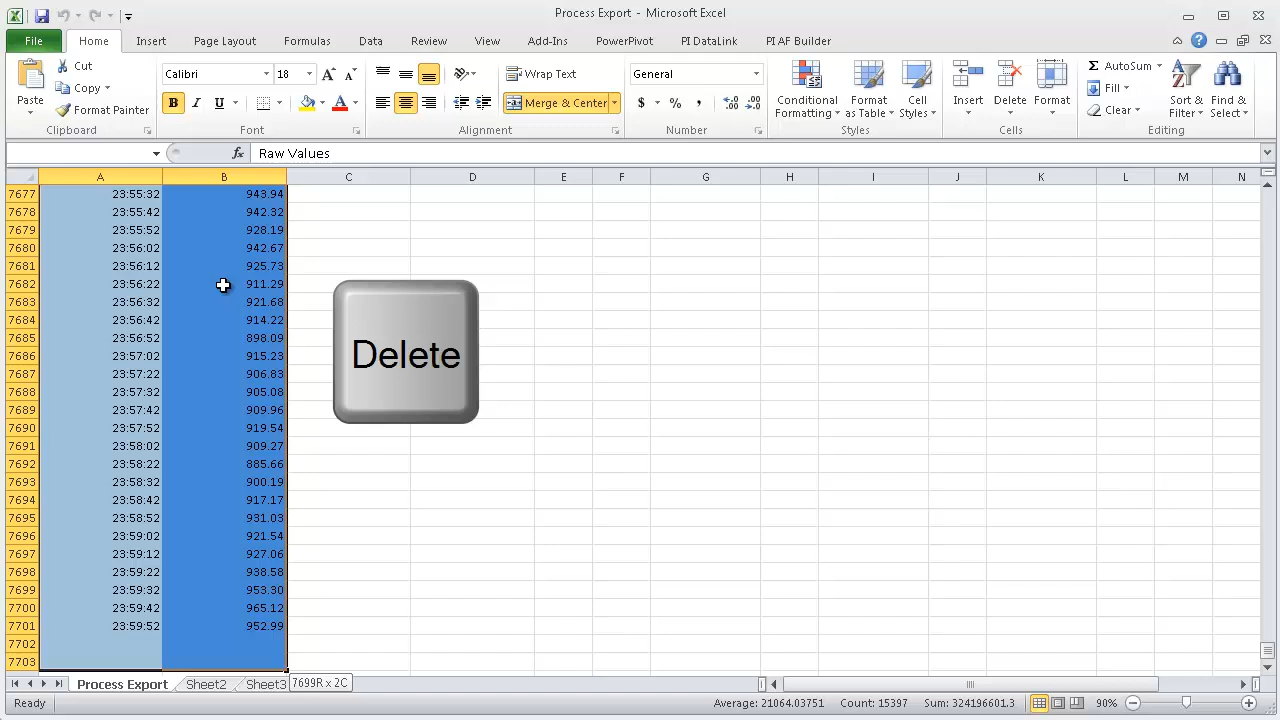 Process Export - Microsoft Excel
File Home Insert Page Layout Formulas Data Review View Add-Ins PowerPivot PI DataLink PI AF Builder
Paste
Cut
Copy
Format Painter
Clipboard
Calibri 18
B I U
Font
Wrap Text
Merge & Center
Alignment
General
$ % ,
Number
Conditional Formatting
Format as Table
Cell Styles
Styles
Insert Delete Format
Cells
AutoSum
Fill
Clear
Sort & Filter
Find & Select
Editing
fx Raw Values
A B C D E F G H I J K L M N
7677 23:55:32 943.94
7678 23:55:42 942.32
7679 23:55:52 928.19
7680 23:56:02 942.67
7681 23:56:12 925.73
7682 23:56:22 911.29
7683 23:56:32 921.68
7684 23:56:42 914.22
7685 23:56:52 898.09
7686 23:57:02 915.23
7687 23:57:22 906.83
7688 23:57:32 905.08
7689 23:57:42 909.96
7690 23:57:52 919.54
7691 23:58:02 909.27
7692 23:58:22 885.66
7693 23:58:32 900.19
7694 23:58:42 917.17
7695 23:58:52 931.03
7696 23:59:02 921.54
7697 23:59:12 927.06
7698 23:59:22 938.58
7699 23:59:32 953.30
7700 23:59:42 965.12
7701 23:59:52 952.99
7702
7703
Delete
Process Export Sheet2 Sheet3 7699R x 2C
Ready Average: 21064.03751 Count: 15397 Sum: 324196601.3 90%